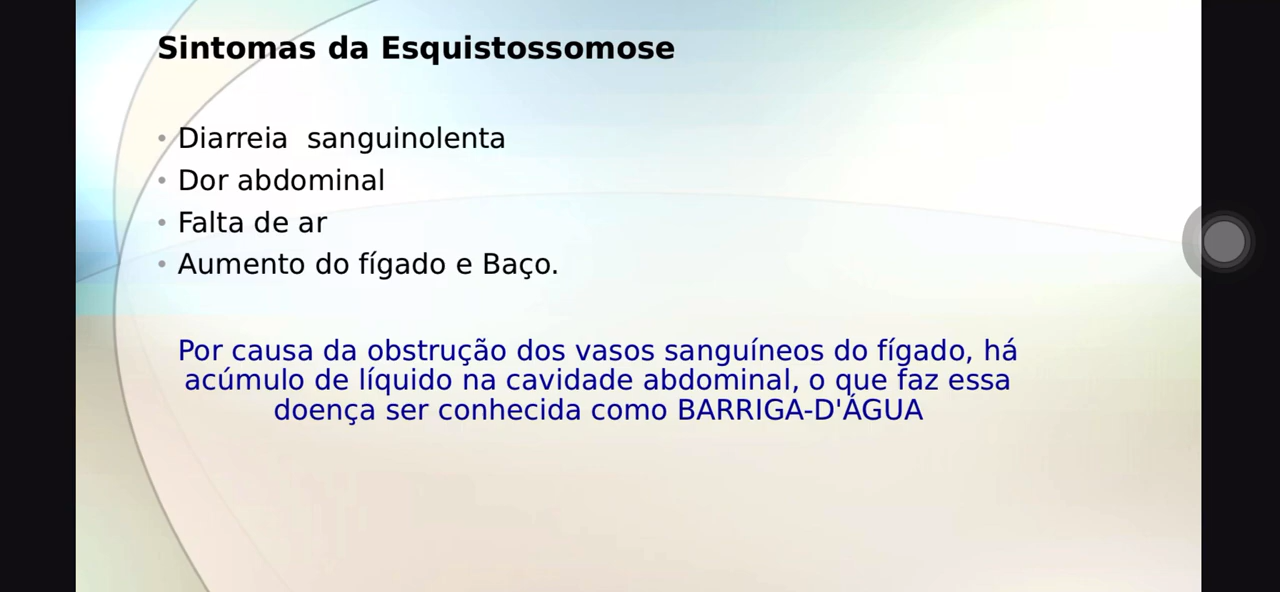 Sintomas da Esquistossomose
• Diarreia  sanguinolenta
• Dor abdominal
• Falta de ar
• Aumento do fígado e Baço.
Por causa da obstrução dos vasos sanguíneos do fígado, há
acúmulo de líquido na cavidade abdominal, o que faz essa
doença ser conhecida como BARRIGA-D'ÁGUA